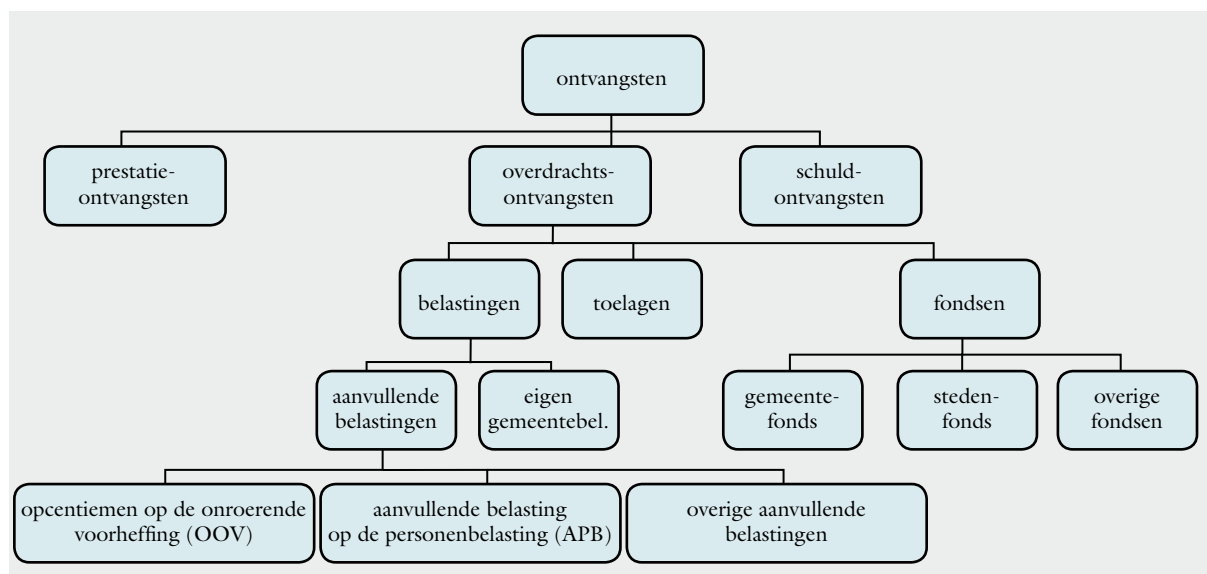 ontvangsten
prestatie-
ontvangsten
overdrachts-
ontvangsten
schuld-
ontvangsten
belastingen
toelagen
fondsen
aanvullende
belastingen
eigen
gemeentebel.
gemeente-
fonds
steden-
fonds
overige
fondsen
opcentiemen op de onroerende
voorheffing (OOV)
aanvullende belasting
op de personenbelasting (APB)
overige aanvullende
belastingen